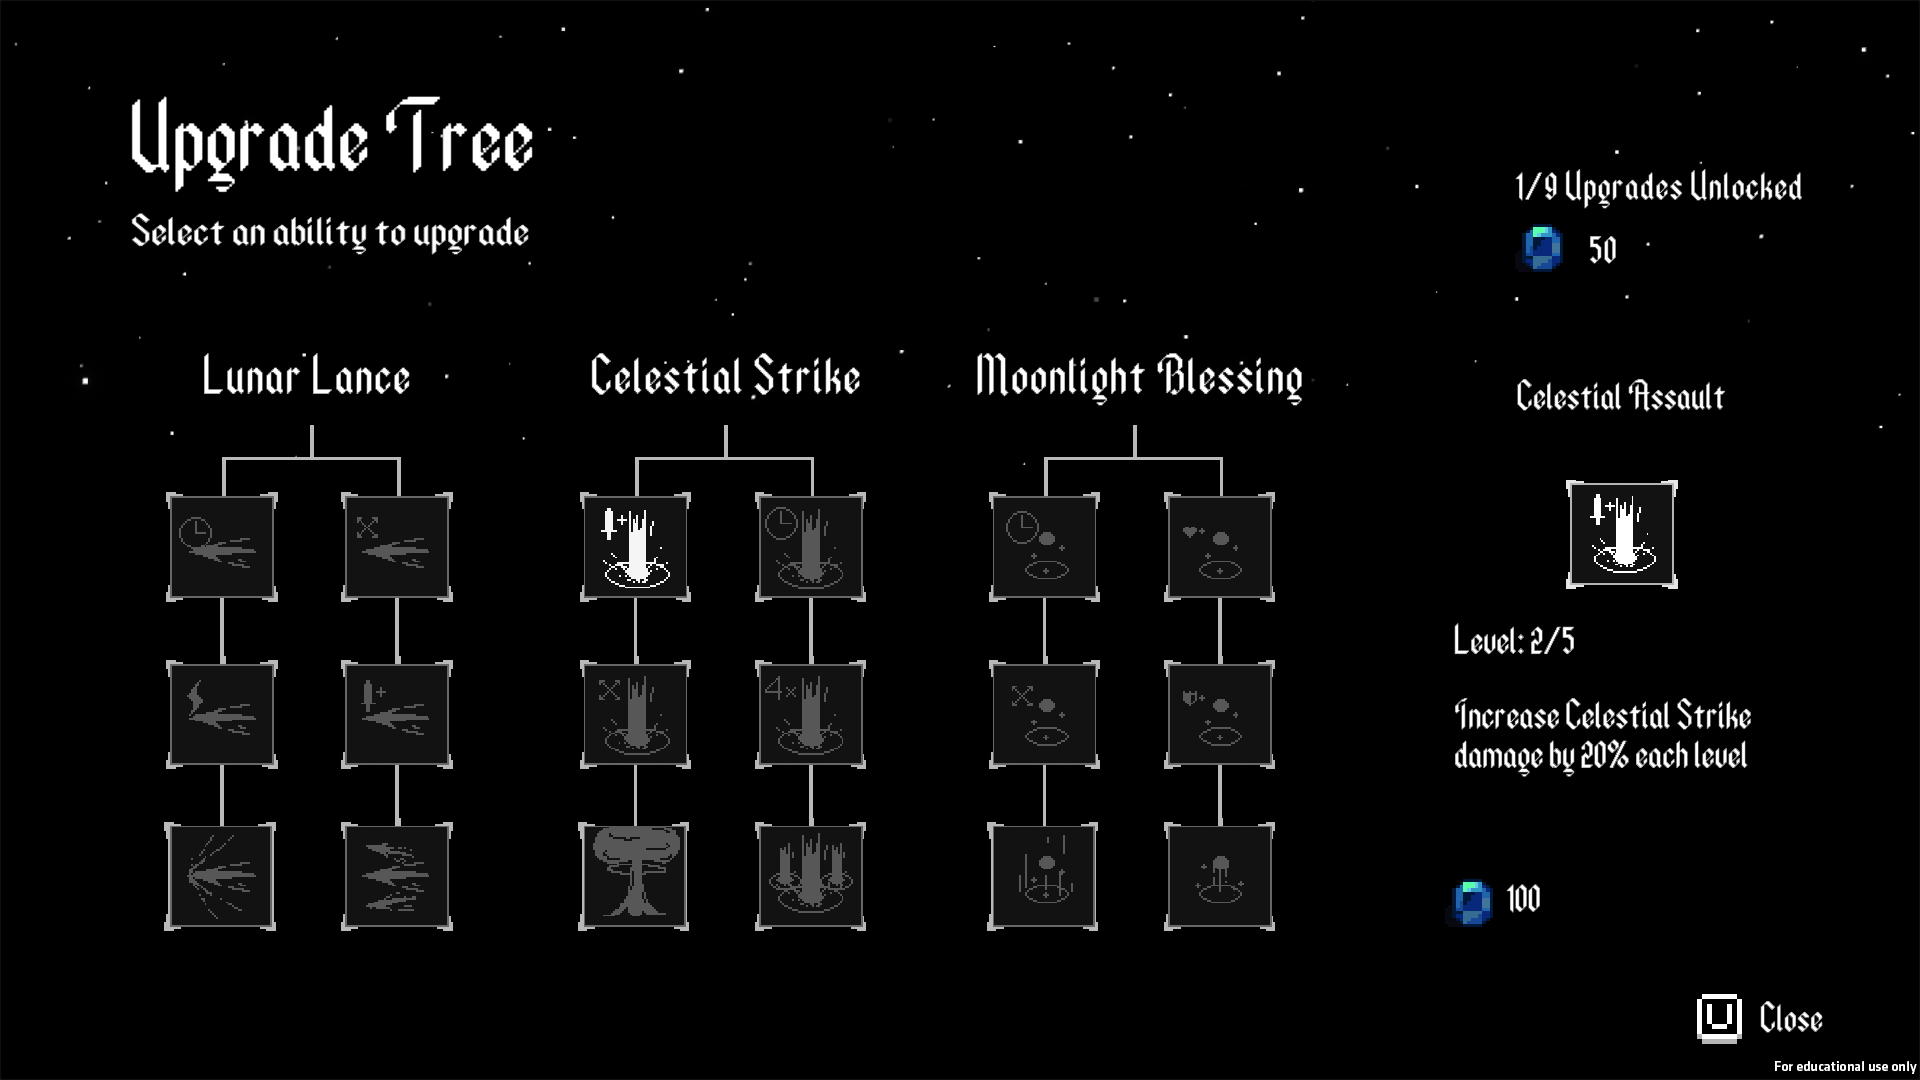 Upgrade Tree
Select an ability to upgrade
1/9 Upgrades Unlocked
50
Lunar Lance
Celestial Strike
Moonlight Blessing
Celestial Assault
4x
Level: 2/5
Increase Celestial Strike
damage by 20% each level
100
U Close
For educational use only